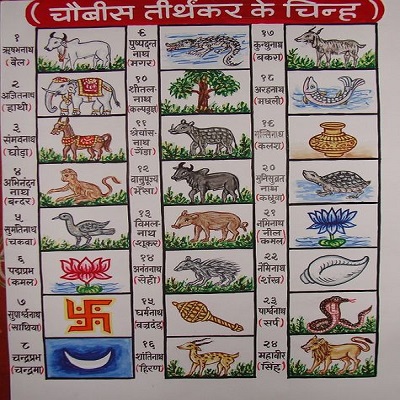 ( चौबीस तीर्थंकर के चिन्ह )
१
ऋषभनाथ
(बैल)
२
अजितनाथ
(हाथी)
३
संभवनाथ
(घोड़ा)
४
अभिनंदन
नाथ
(बन्दर)
५
सुमतिनाथ
(चकवा)
६
पद्मप्रभ
(कमल)
७
सुपार्श्वनाथ
(साथिया)
८
चन्द्रप्रभ
(चन्द्रमा)
९
पुष्पदन्त
नाथ
(मगर)
१०
शीतल-
नाथ
(कल्पवृक्ष)
११
श्रेयांस-
नाथ
(गेंडा)
१२
वासुपूज्य
(भैंसा)
१३
विमल-
नाथ
(शूकर)
१४
अनंतनाथ
(सेही)
१५
धर्मनाथ
(बज्रदंड)
१६
शांतिनाथ
(हिरण)
१७
कुन्थुनाथ
(बकरा)
१८
अरहनाथ
(मछली)
१९
मल्लिनाथ
(कलश)
२०
मुनिसुव्रत
नाथ
(कछुवा)
२१
नमिनाथ
(नील
कमल)
२२
नेमिनाथ
(शंख)
२३
पार्श्वनाथ
(सर्प)
२४
महावीर
(सिंह)